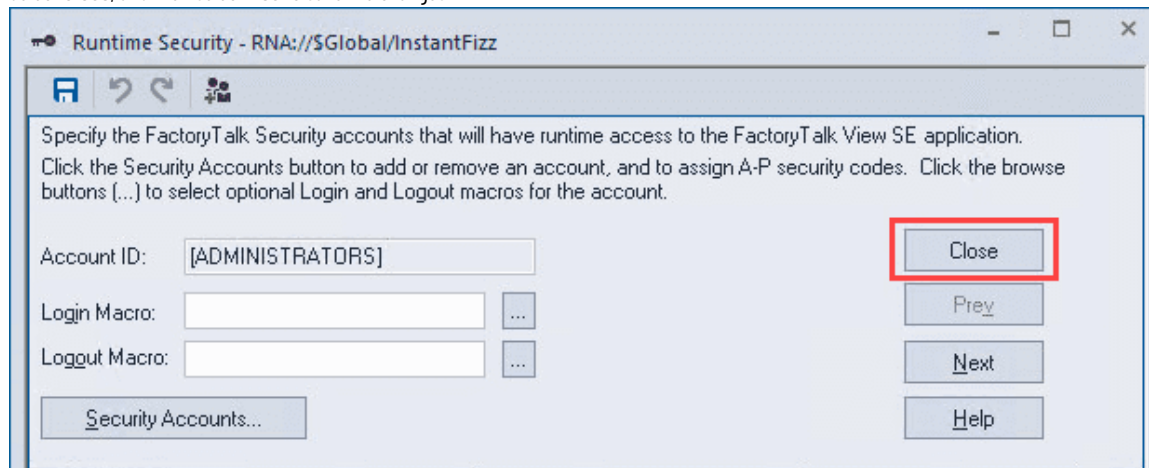 Runtime Security - RNA://$Global/InstantFizz
Specify the FactoryTalk Security accounts that will have runtime access to the FactoryTalk View SE application.
Click the Security Accounts button to add or remove an account, and to assign A-P security codes. Click the browse
buttons (...) to select optional Login and Logout macros for the account.
Account ID: [ADMINISTRATORS] Close
Login Macro: ... Prev
Logout Macro: ... Next
Security Accounts... Help